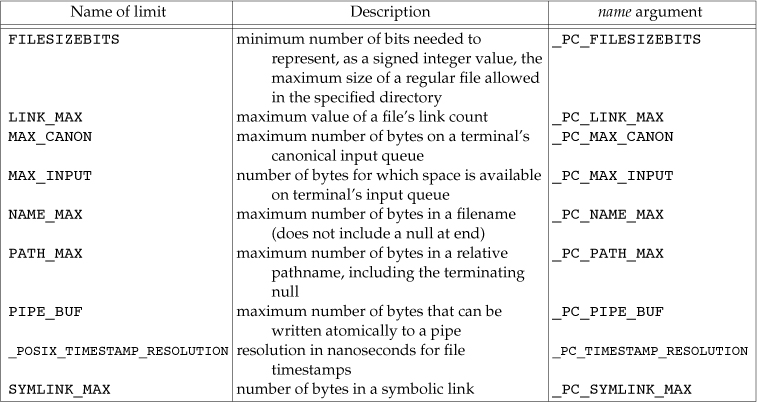 Name of limit Description name argument
FILESIZEBITS minimum number of bits needed to _PC_FILESIZEBITS
represent, as a signed integer value, the
maximum size of a regular file allowed
in the specified directory
LINK_MAX maximum value of a file's link count _PC_LINK_MAX
MAX_CANON maximum number of bytes on a terminal's _PC_MAX_CANON
canonical input queue
MAX_INPUT number of bytes for which space is available _PC_MAX_INPUT
on terminal's input queue
NAME_MAX maximum number of bytes in a filename _PC_NAME_MAX
(does not include a null at end)
PATH_MAX maximum number of bytes in a relative _PC_PATH_MAX
pathname, including the terminating
null
PIPE_BUF maximum number of bytes that can be _PC_PIPE_BUF
written atomically to a pipe
_POSIX_TIMESTAMP_RESOLUTION resolution in nanoseconds for file _PC_TIMESTAMP_RESOLUTION
timestamps
SYMLINK_MAX number of bytes in a symbolic link _PC_SYMLINK_MAX